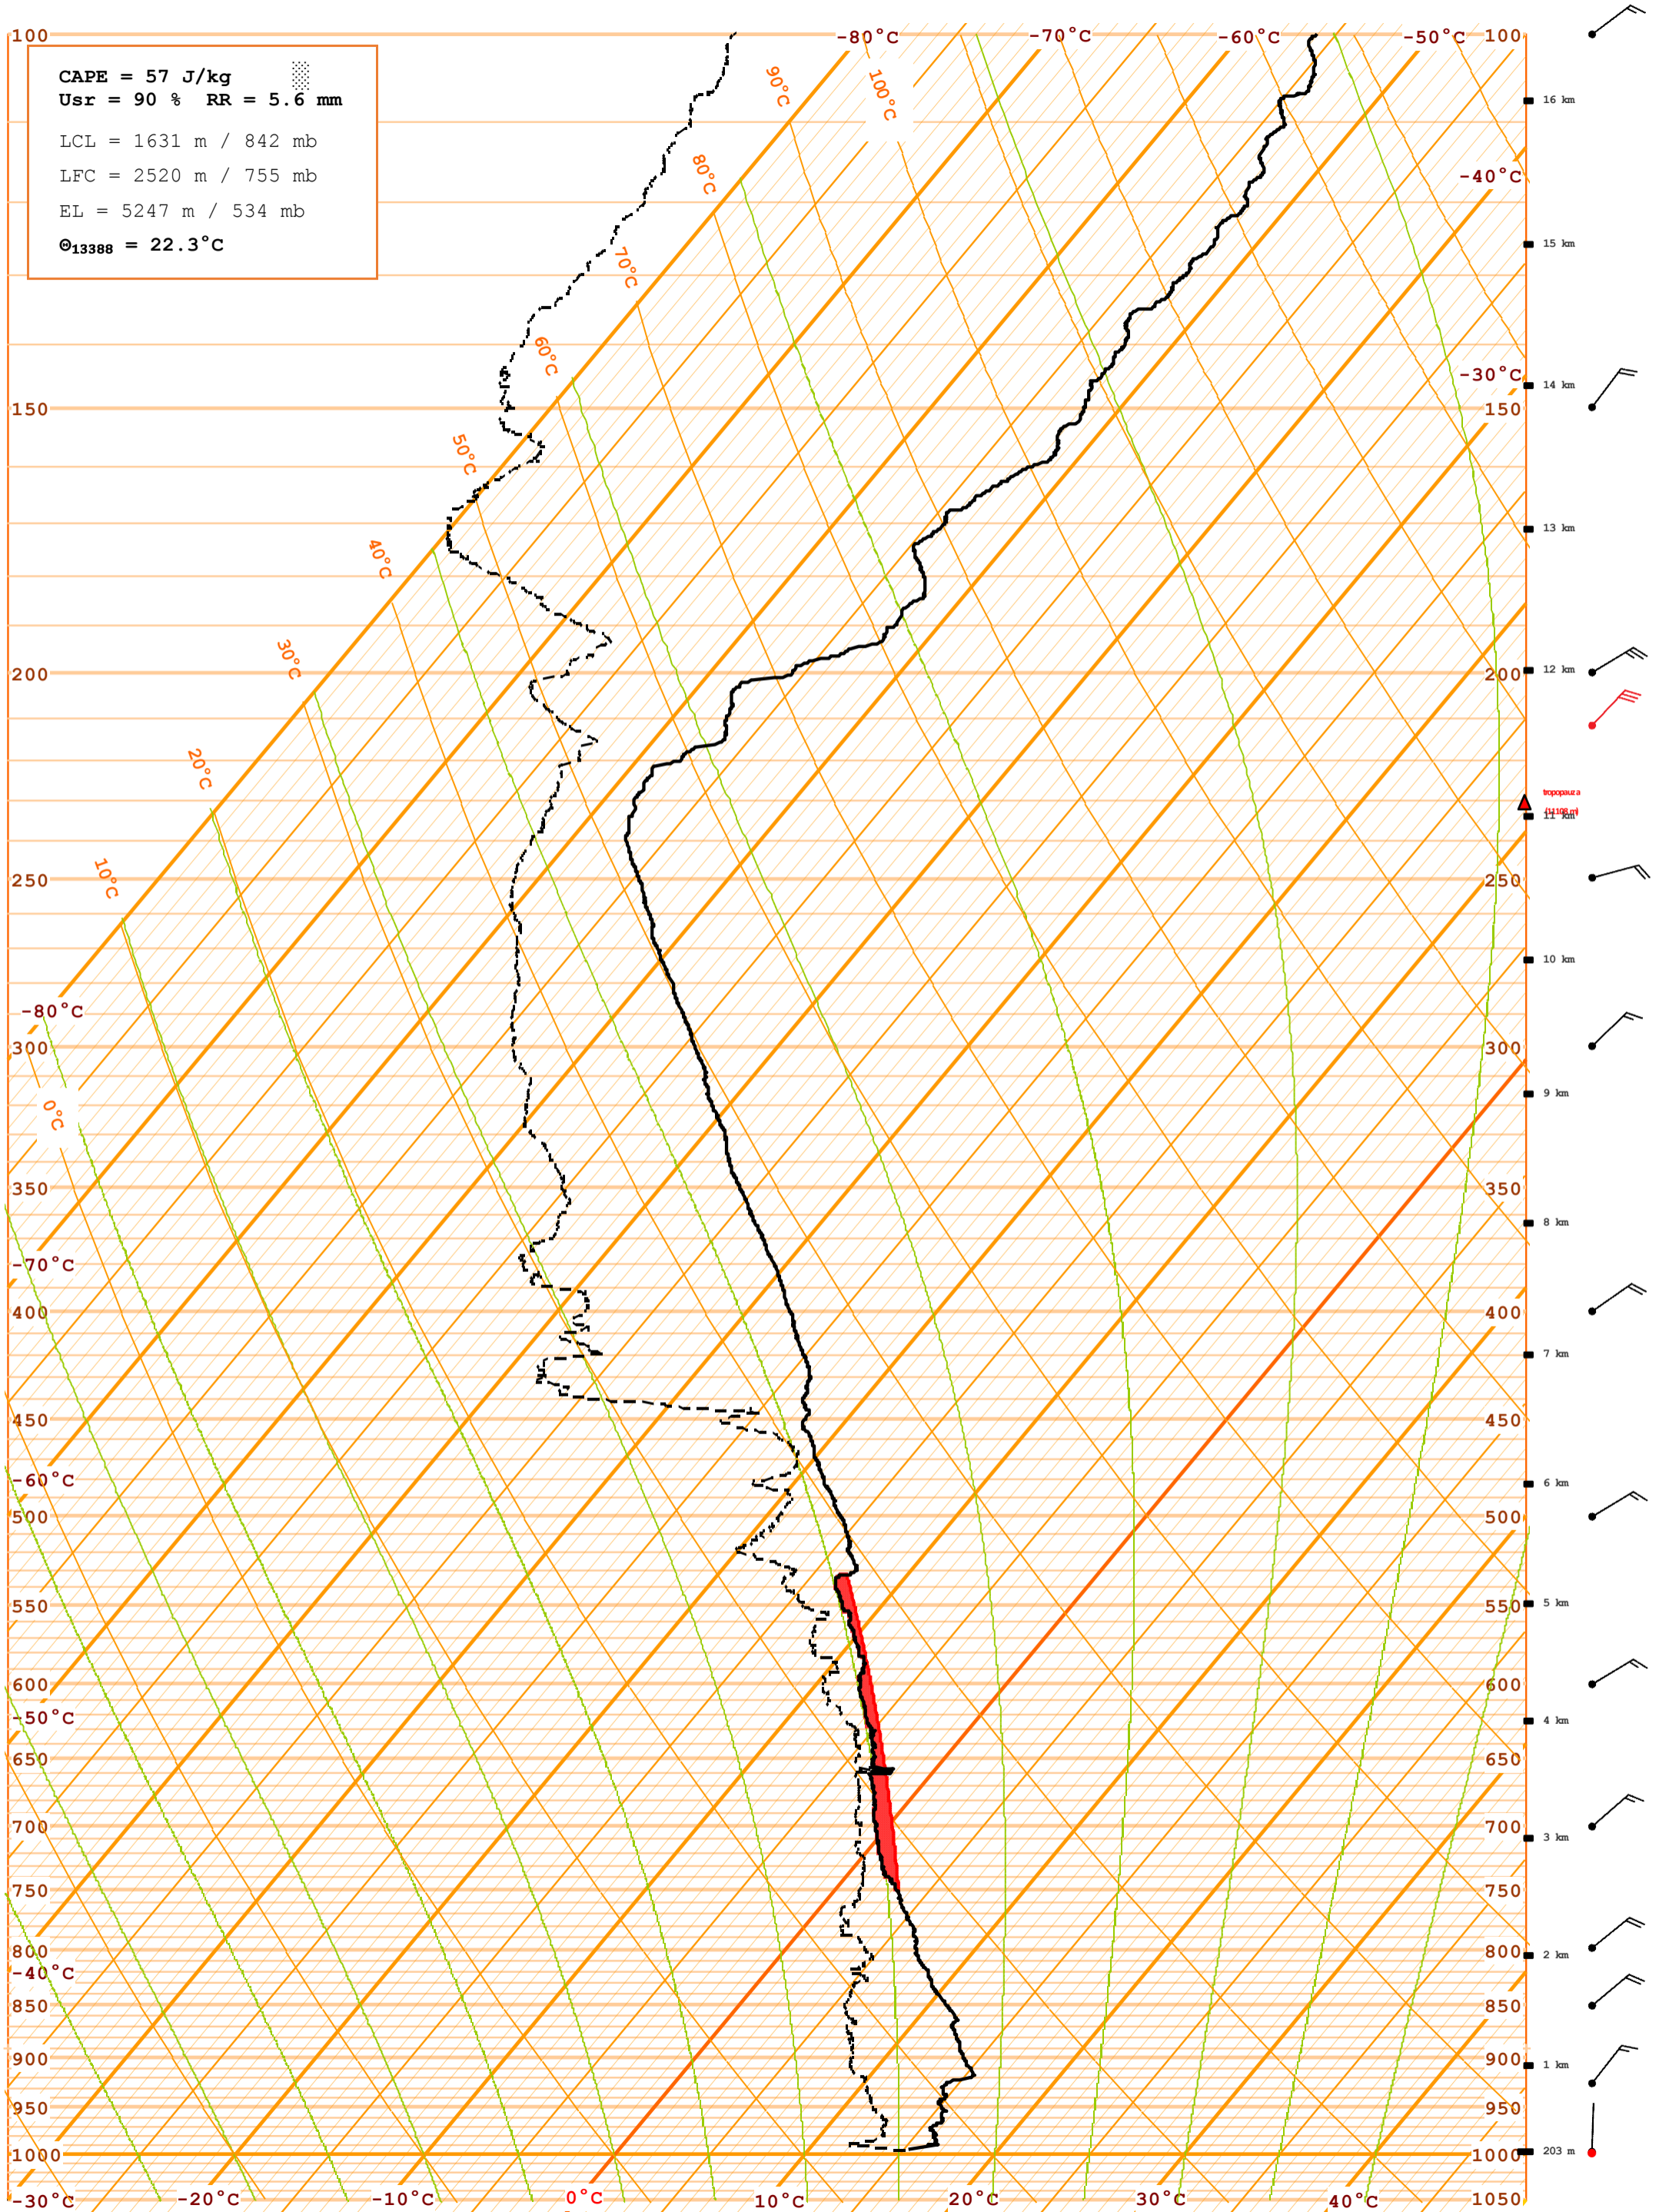 100 -80°C -70°C -60°C -50°C 100
CAPE = 57 J/kg
Usr = 90 % RR = 5.6 mm
LCL = 1631 m / 842 mb
LFC = 2520 m / 755 mb
EL = 5247 m / 534 mb
Θ13388 = 22.3°C
90°C 100°C
16 km
80°C
-40°C
15 km
70°C
60°C
-30°C 14 km
150 150
50°C
13 km
40°C
30°C
200 200 12 km
20°C
tropopauza
(11198 m)
11 km
10°C
250 250
10 km
-80°C
300 300
9 km
0°C
350 350
8 km
-70°C
400 400
7 km
450 450
-60°C 6 km
500 500
550 550 5 km
600 600
-50°C 4 km
650 650
700 700
3 km
750 750
800 800 2 km
-40°C
850 850
900 900 1 km
950 950
1000 1000 203 m
-30°C -20°C -10°C 0°C 10°C 20°C 30°C 40°C 1050